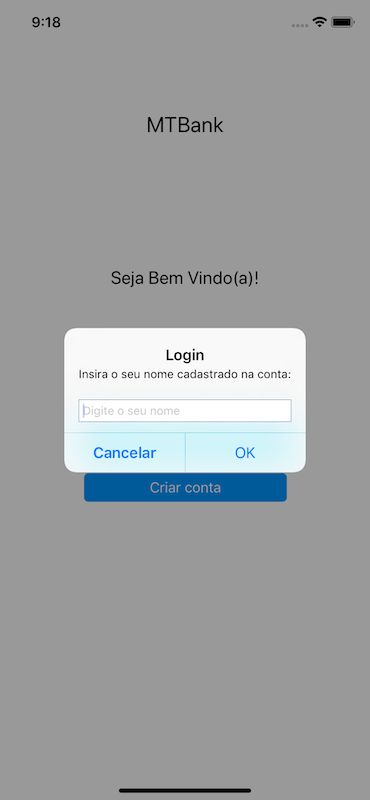 9:18
MTBank
Seja Bem Vindo(a)!
Login
Insira o seu nome cadastrado na conta:
Digite o seu nome
Cancelar
OK
Criar conta